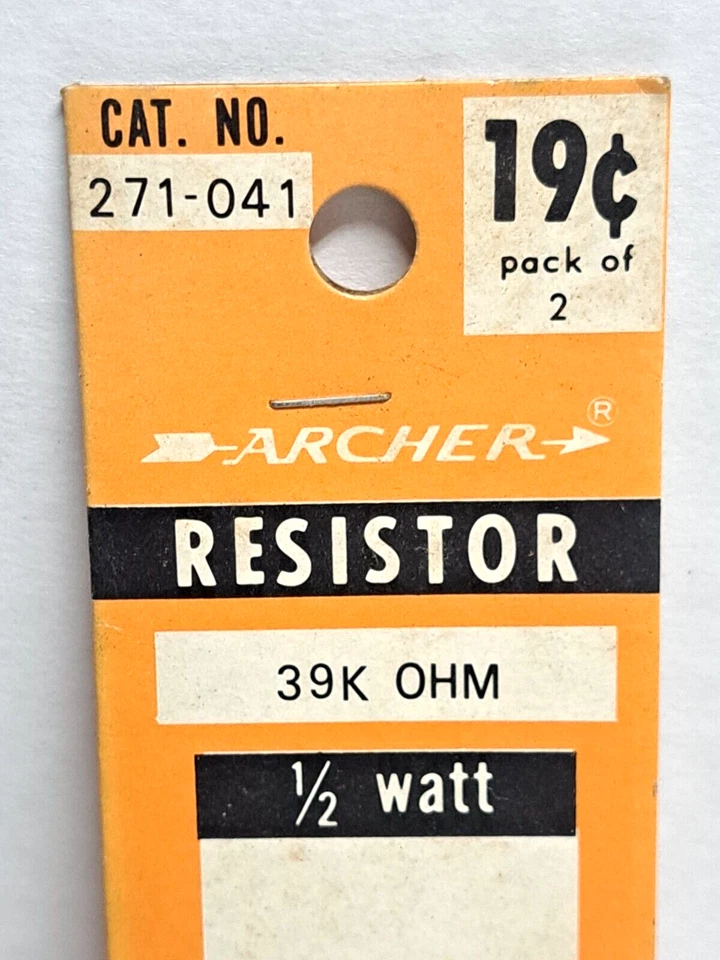 CAT. NO.
271-041
19¢
pack of
2
ARCHER®
RESISTOR
39K OHM
½ watt